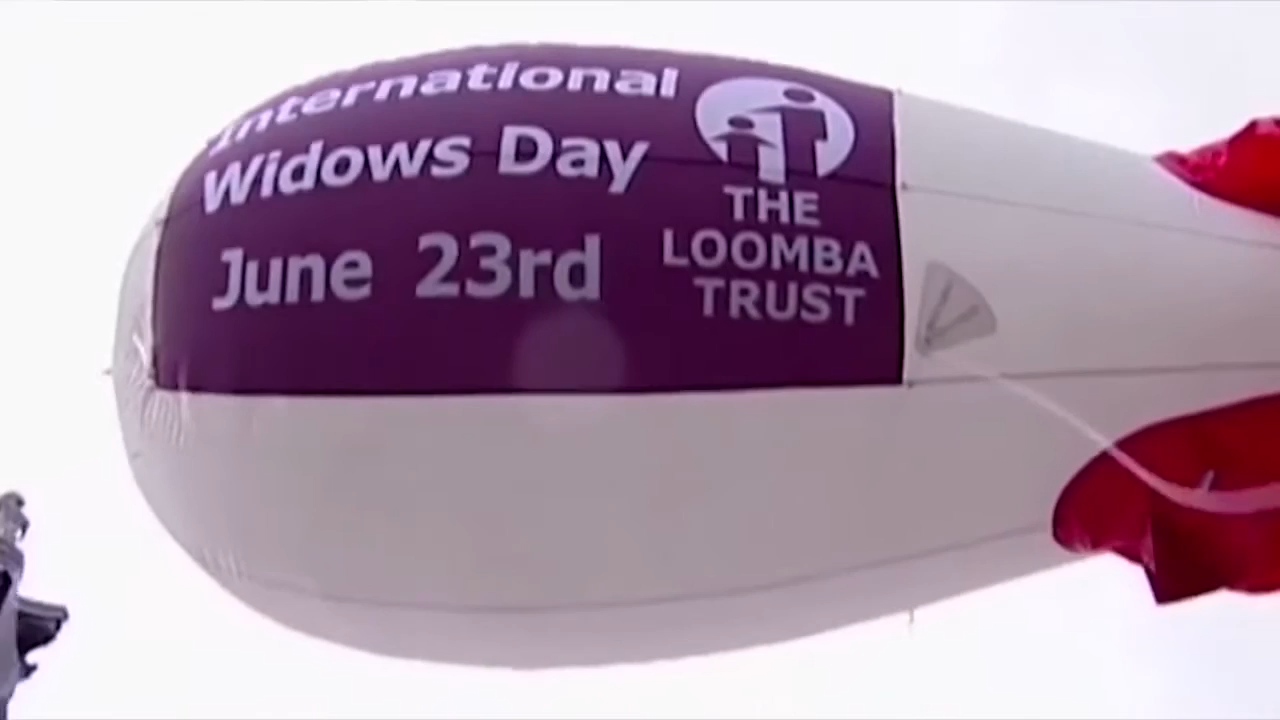 International
Widows Day
June 23rd
THE
LOOMBA
TRUST